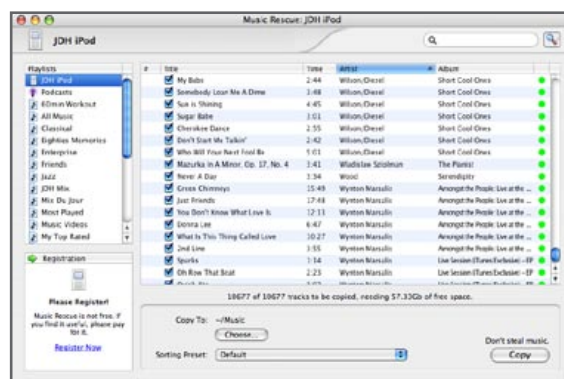 Music Rescue: JDH iPod
JDH iPod
Playlists
# Title Time Artist Album
JDH iPod
Podcasts
60min Workout
All Music
Classical
Eighties Memories
Enterprise
Friends
Jazz
JDH Mix
Mix Du Jour
Most Played
Music Videos
My Top Rated
My Babe 2:44 Wilson/Diesel Short Cool Ones
Somebody Loan Me A Dime 3:48 Wilson/Diesel Short Cool Ones
Sun is Shining 4:45 Wilson/Diesel Short Cool Ones
Sugar Babe 3:01 Wilson/Diesel Short Cool Ones
Cherokee Dance 2:55 Wilson/Diesel Short Cool Ones
Don't Start Me Talkin' 2:42 Wilson/Diesel Short Cool Ones
Who Will Your Next Fool Be 5:01 Wilson/Diesel Short Cool Ones
Mazurka In A Minor, Op. 17, No. 4 3:41 Wladislaw Szpilman The Pianist
Never A Day 3:34 Wood Serendipity
Green Chimneys 15:49 Wynton Marsalis Amongst the People: Live at the ...
Just Friends 17:48 Wynton Marsalis Amongst the People: Live at the ...
You Don't Know What Love Is 12:13 Wynton Marsalis Amongst the People: Live at the ...
Donna Lee 6:47 Wynton Marsalis Amongst the People: Live at the ...
What Is This Thing Called Love 10:27 Wynton Marsalis Amongst the People: Live at the ...
2nd Line 3:55 Wynton Marsalis Amongst the People: Live at the ...
Sparks 3:14 Wynton Marsalis Live Session (iTunes Exclusive) - EP
Oh Row That Boat 2:23 Wynton Marsalis Live Session (iTunes Exclusive) - EP
Registration
Please Register!
Music Rescue is not free. If
you find it useful, please pay
for it.
Register Now
10677 of 10677 tracks to be copied, needing 57.33Gb of free space.
Copy To: ~/Music
Choose...
Sorting Preset: Default
Don't steal music.
Copy